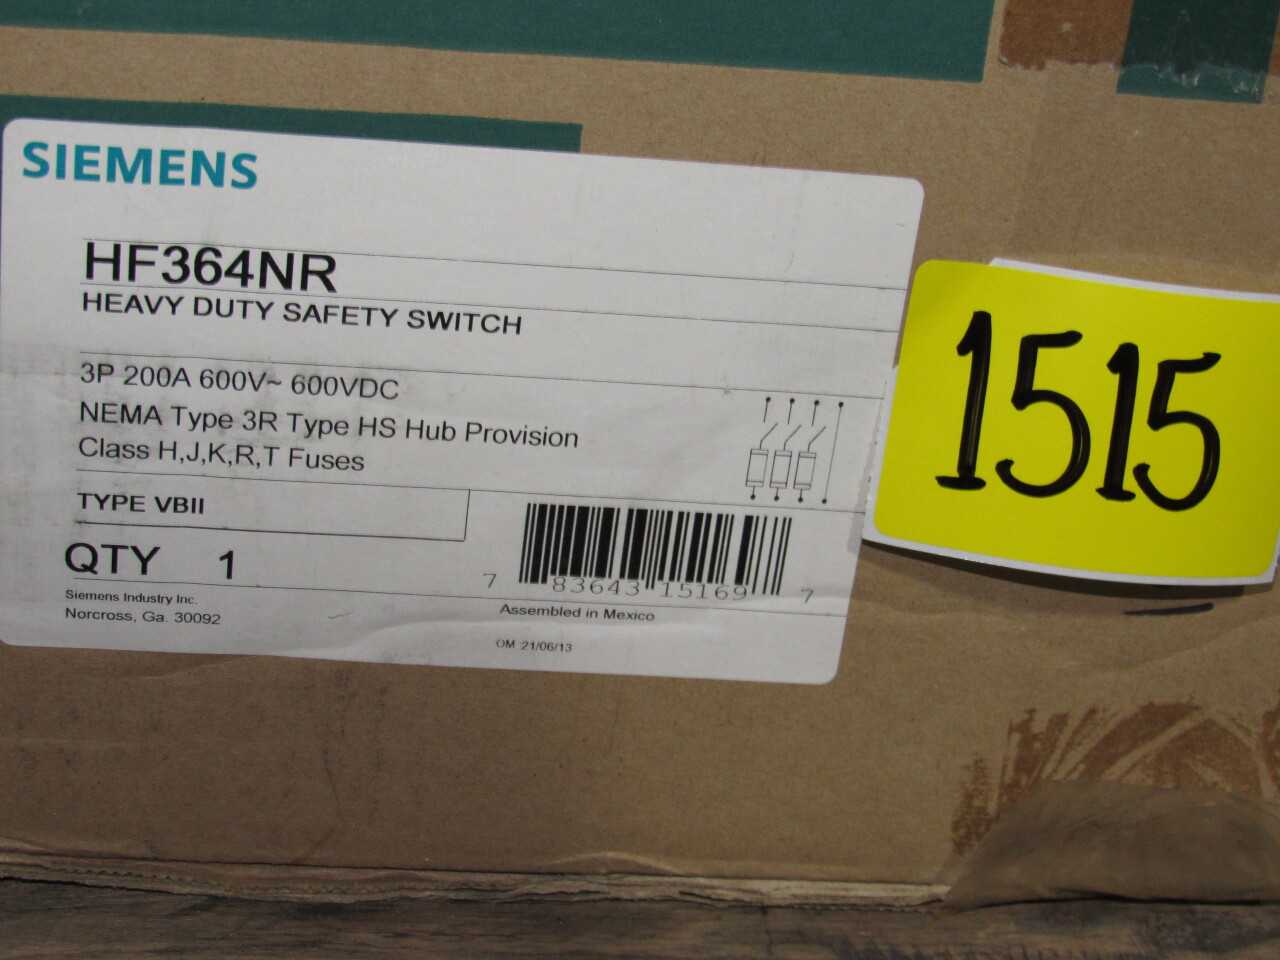 SIEMENS
HF364NR
HEAVY DUTY SAFETY SWITCH
3P 200A 600V~ 600VDC
NEMA Type 3R Type HS Hub Provision
Class H,J,K,R,T Fuses
TYPE VBII
QTY 1
Siemens Industry Inc.
Norcross, Ga. 30092
7 83643 15169 7
Assembled in Mexico
OM 21/06/13
1515